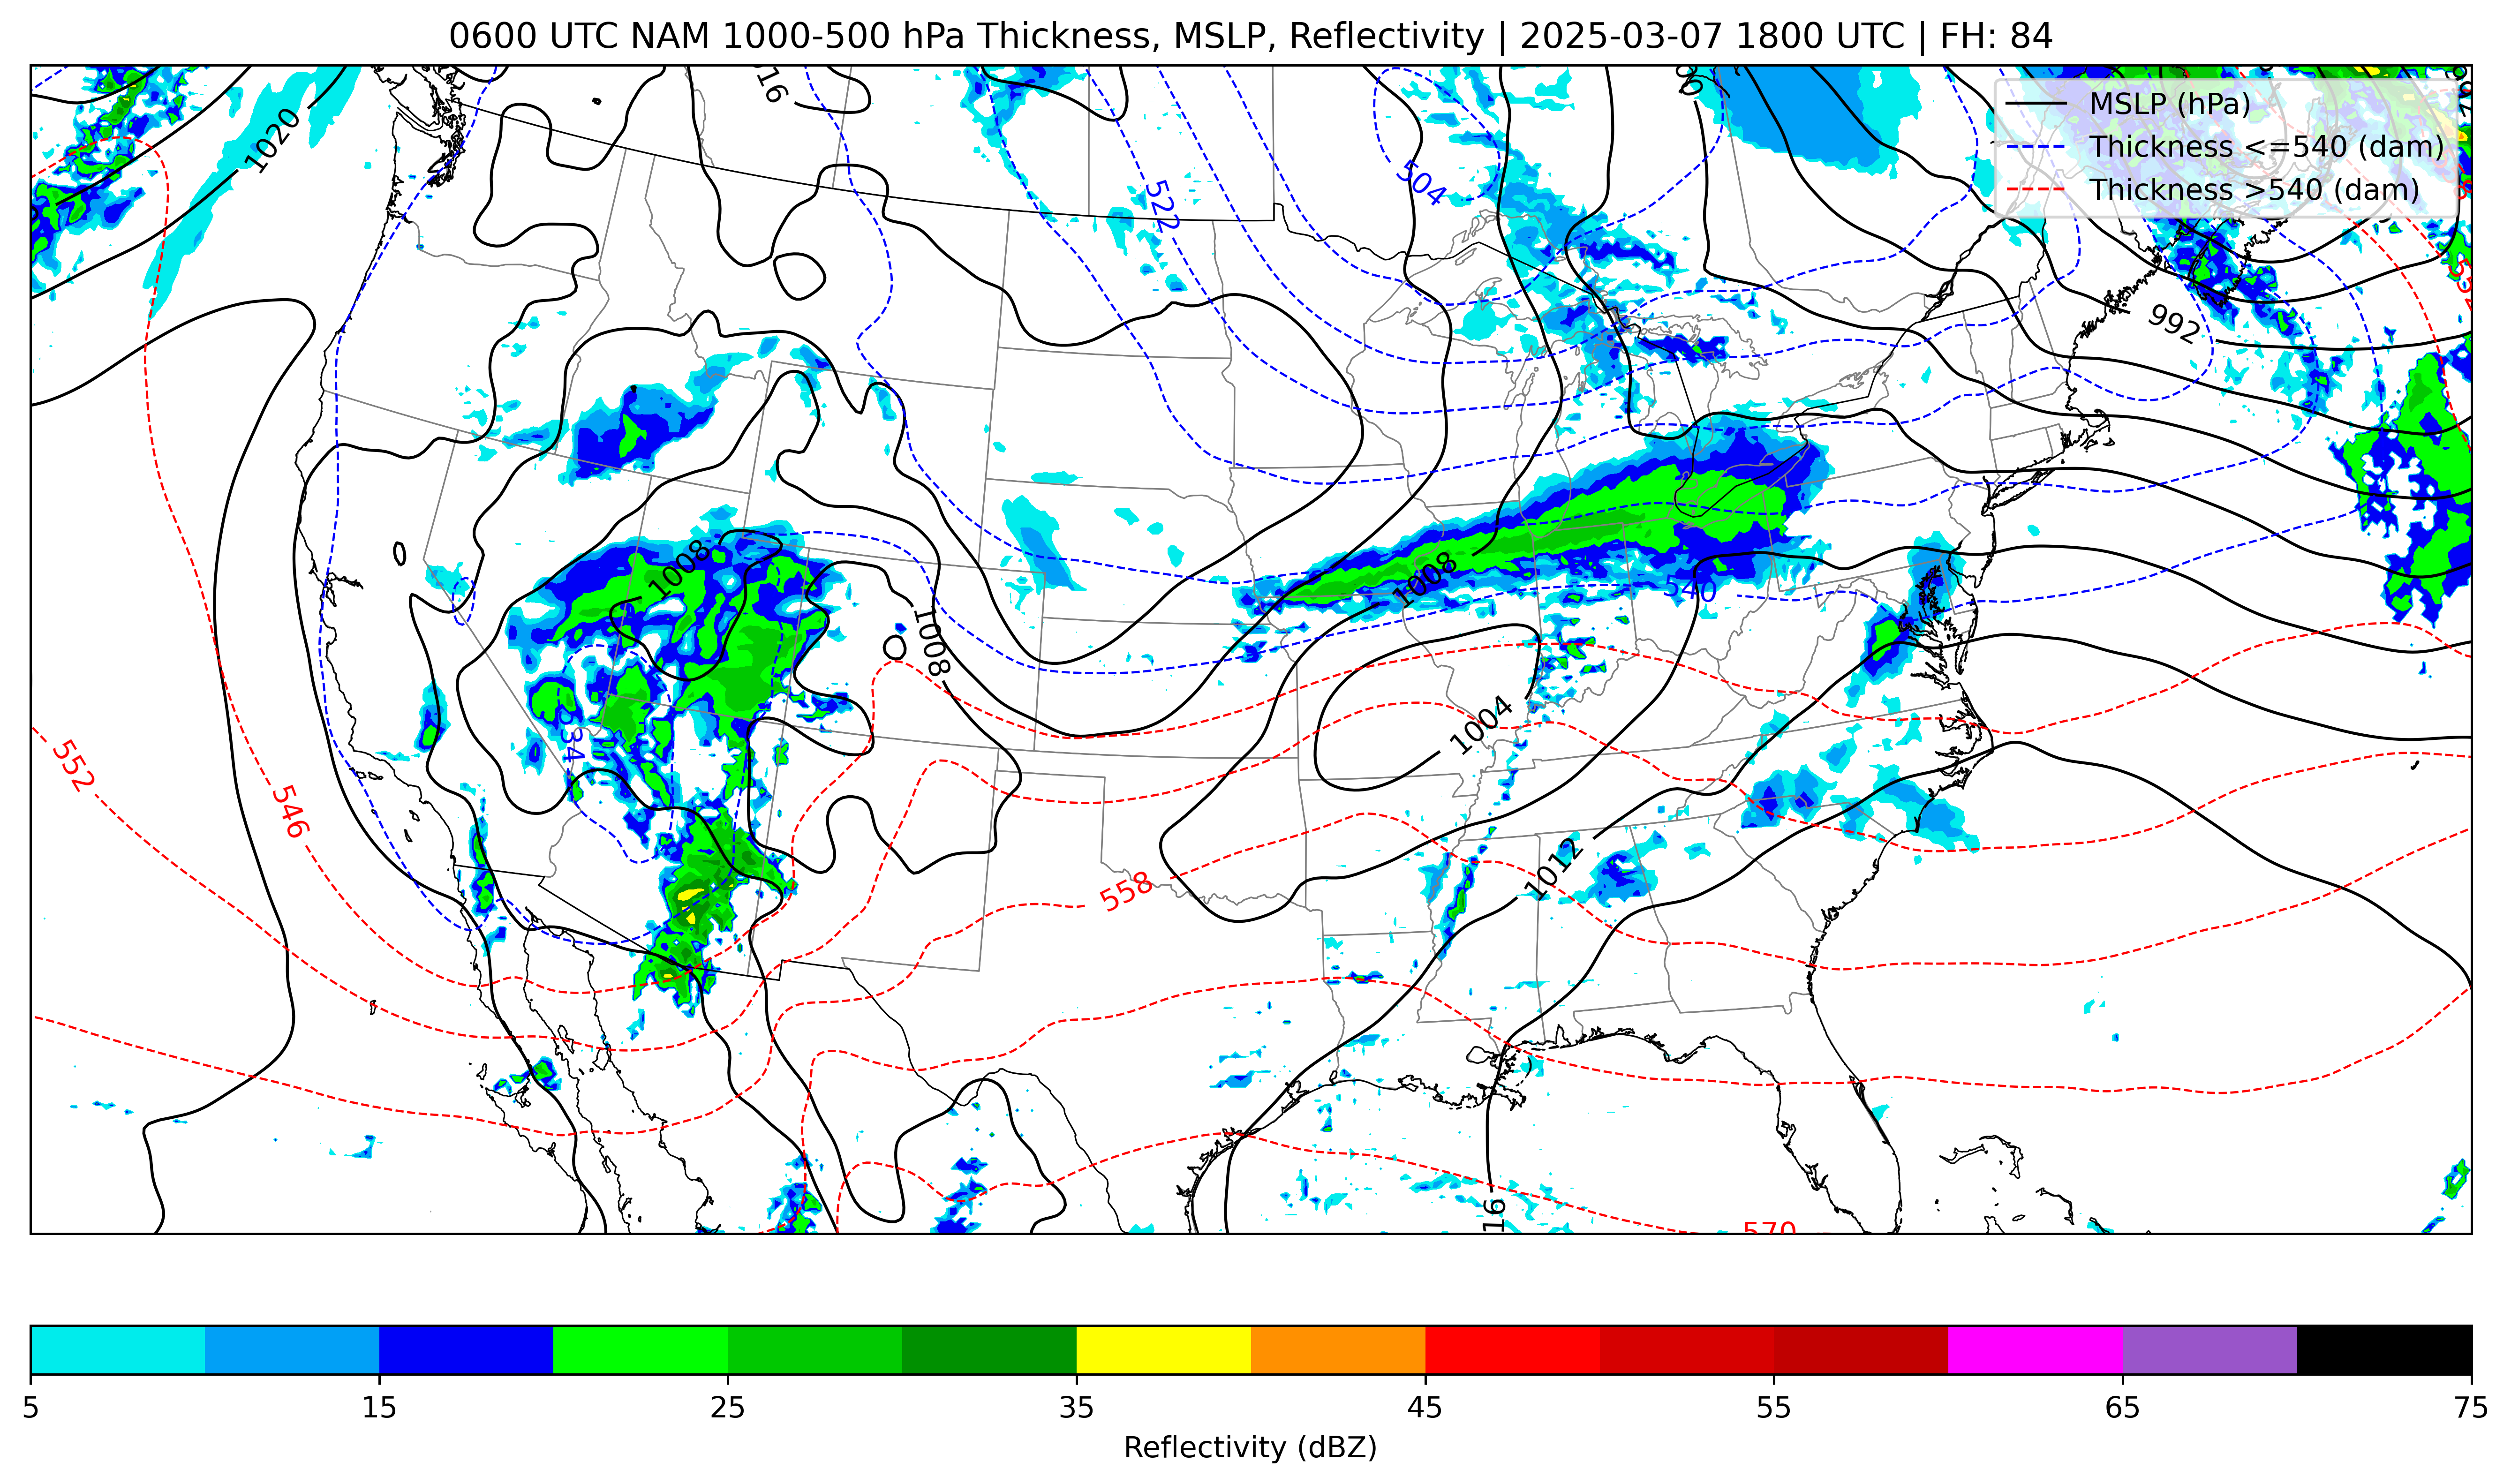 0600 UTC NAM 1000-500 hPa Thickness, MSLP, Reflectivity | 2025-03-07 1800 UTC | FH: 84
MSLP (hPa)
Thickness <=540 (dam)
Thickness >540 (dam)
1020
504
522
992
1008
1008
1008
540
1004
552
546
558
1012
16
570
5 15 25 35 45 55 65 75
Reflectivity (dBZ)